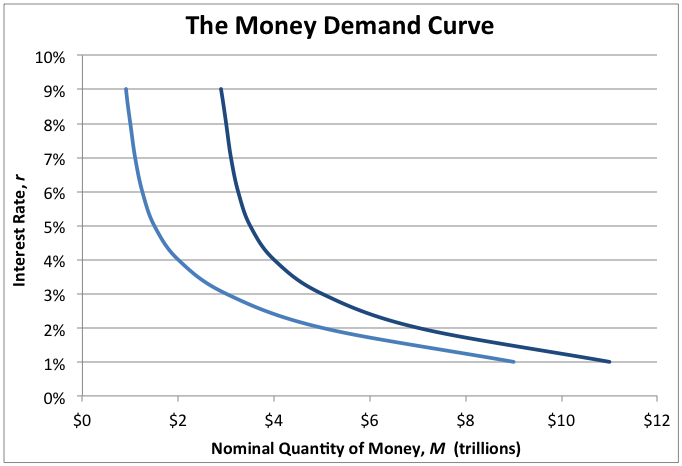 The Money Demand Curve
10%
9%
8%
7%
6%
5%
4%
3%
2%
1%
0%
Interest Rate, r
$0 $2 $4 $6 $8 $10 $12
Nominal Quantity of Money, M (trillions)